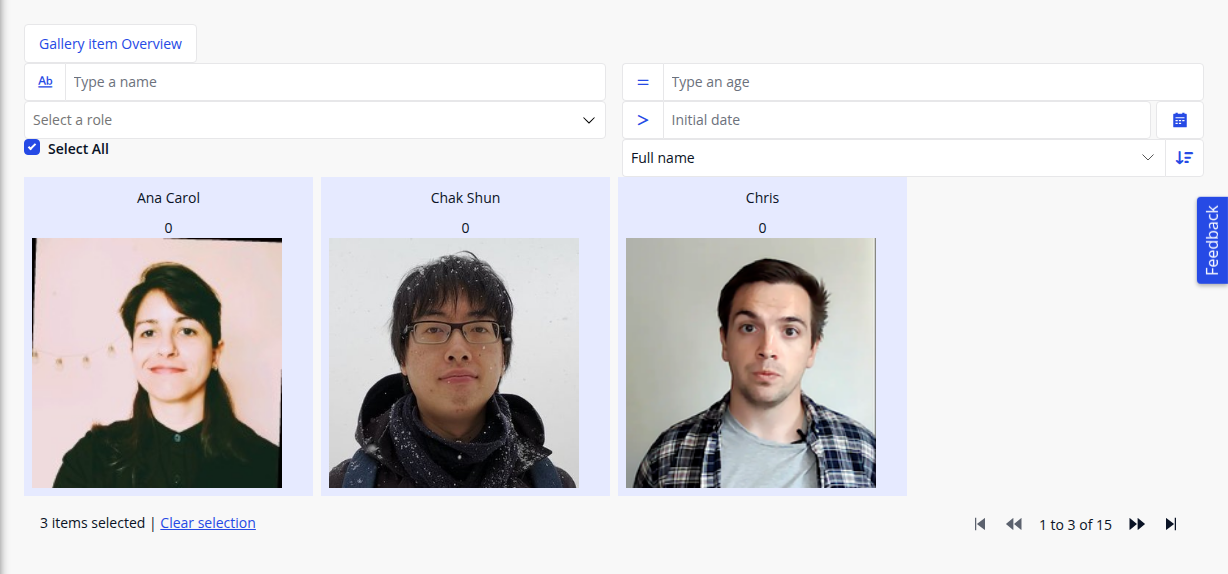 Gallery item Overview
Ab Type a name
= Type an age
Select a role
> Initial date
Select All
Full name
Ana Carol
0
Chak Shun
0
Chris
0
Feedback
3 items selected | Clear selection
1 to 3 of 15